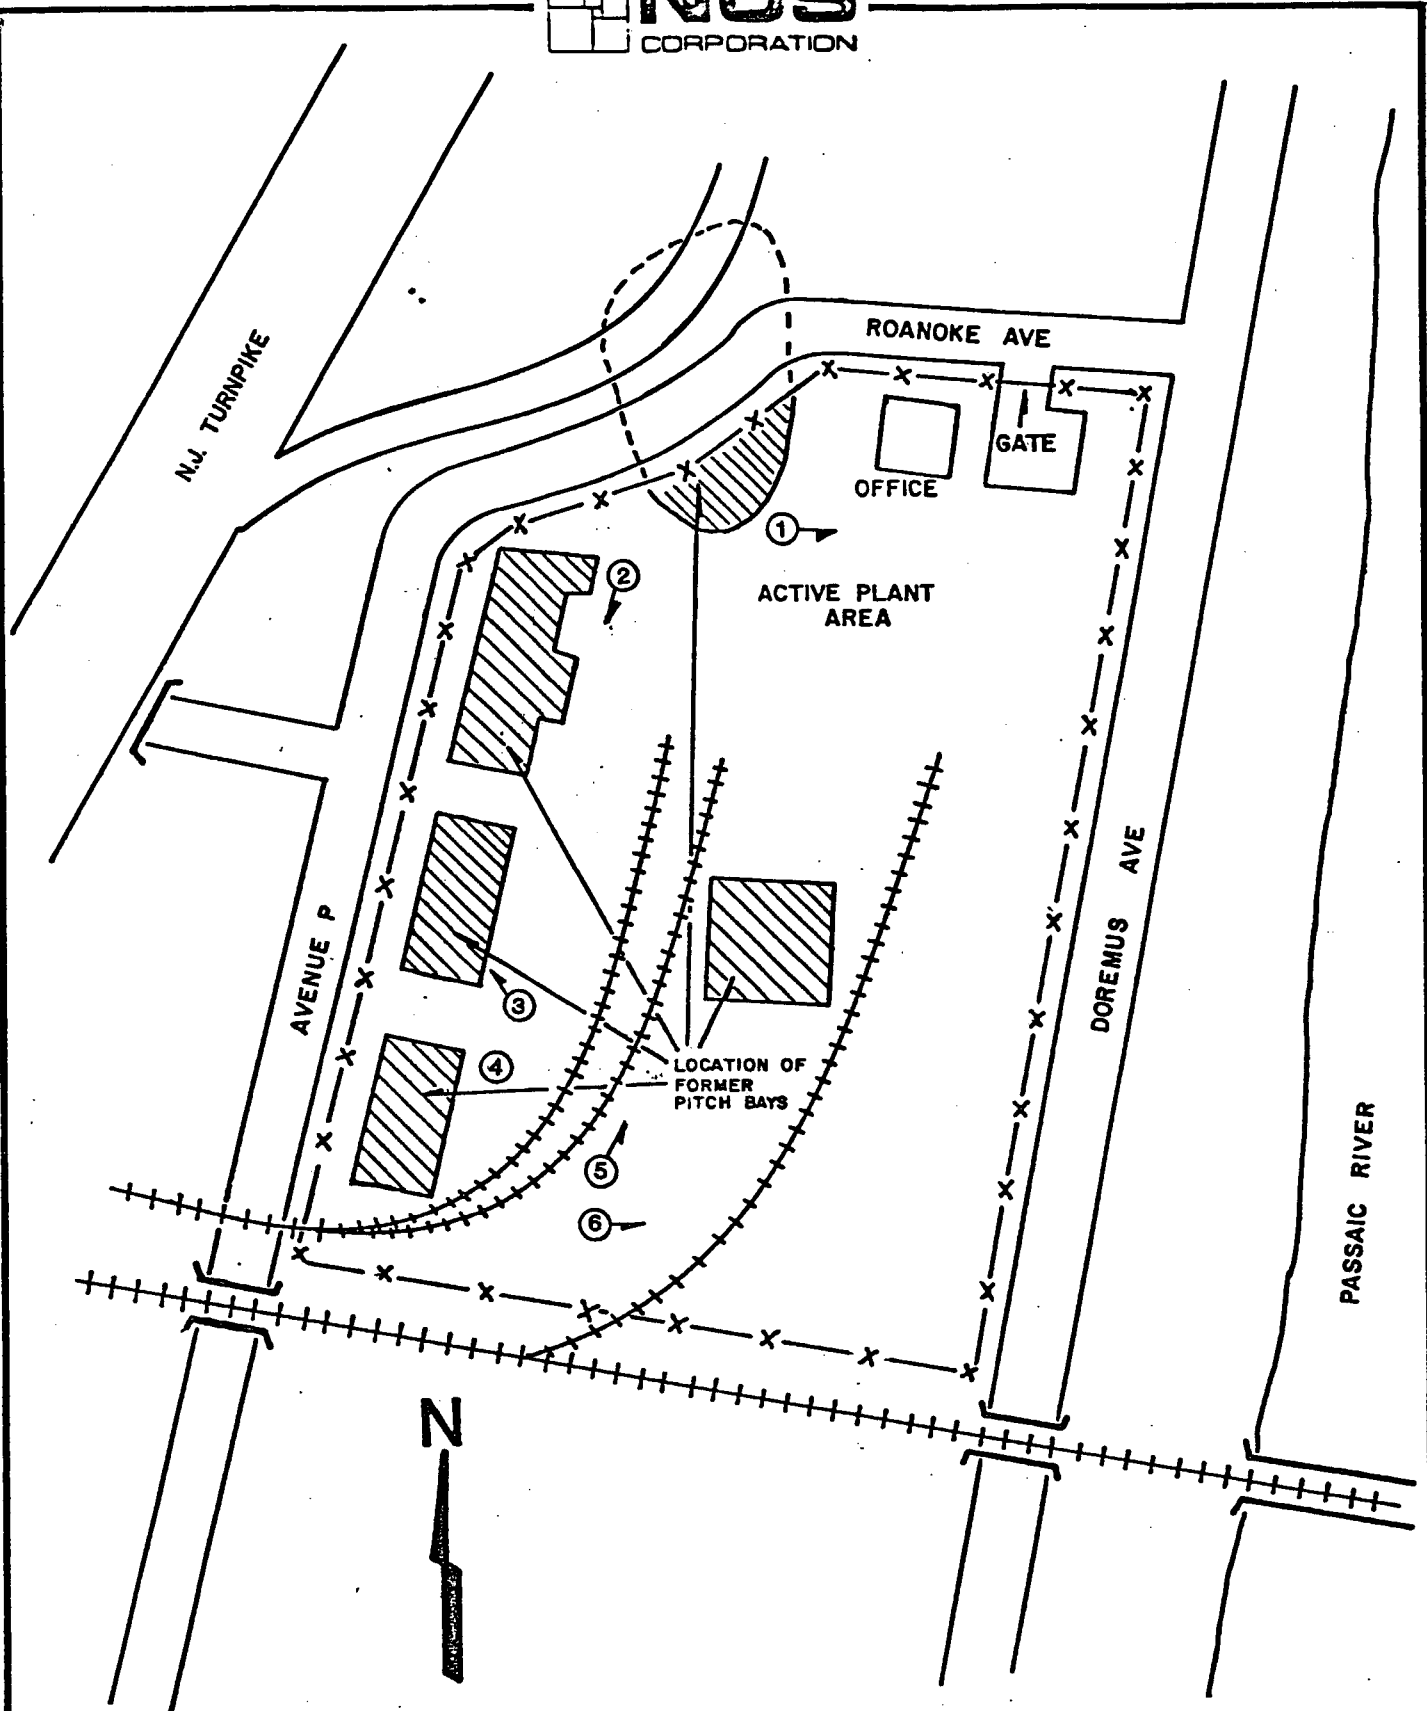 NUS
CORPORATION
N.J. TURNPIKE
ROANOKE AVE
GATE
OFFICE
1
2
ACTIVE PLANT
AREA
AVENUE P
DOREMUS AVE
3
4
LOCATION OF
FORMER
PITCH BAYS
5
6
PASSAIC RIVER
N